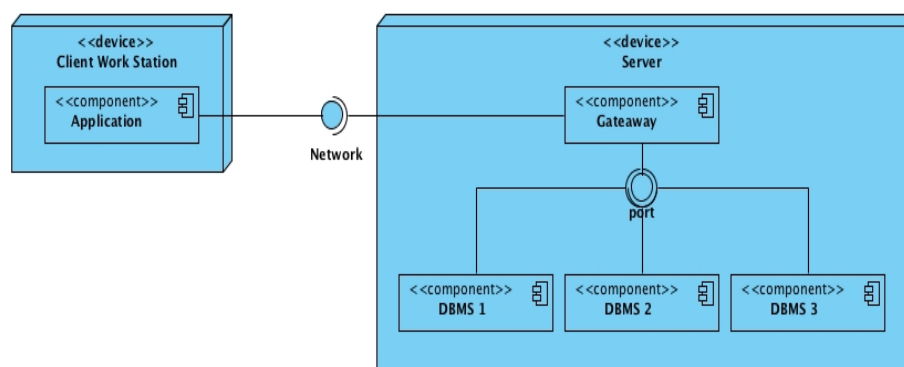 <<device>>
Client Work Station
<<component>>
Application
Network
<<device>>
Server
<<component>>
Gateaway
port
<<component>>
DBMS 1
<<component>>
DBMS 2
<<component>>
DBMS 3